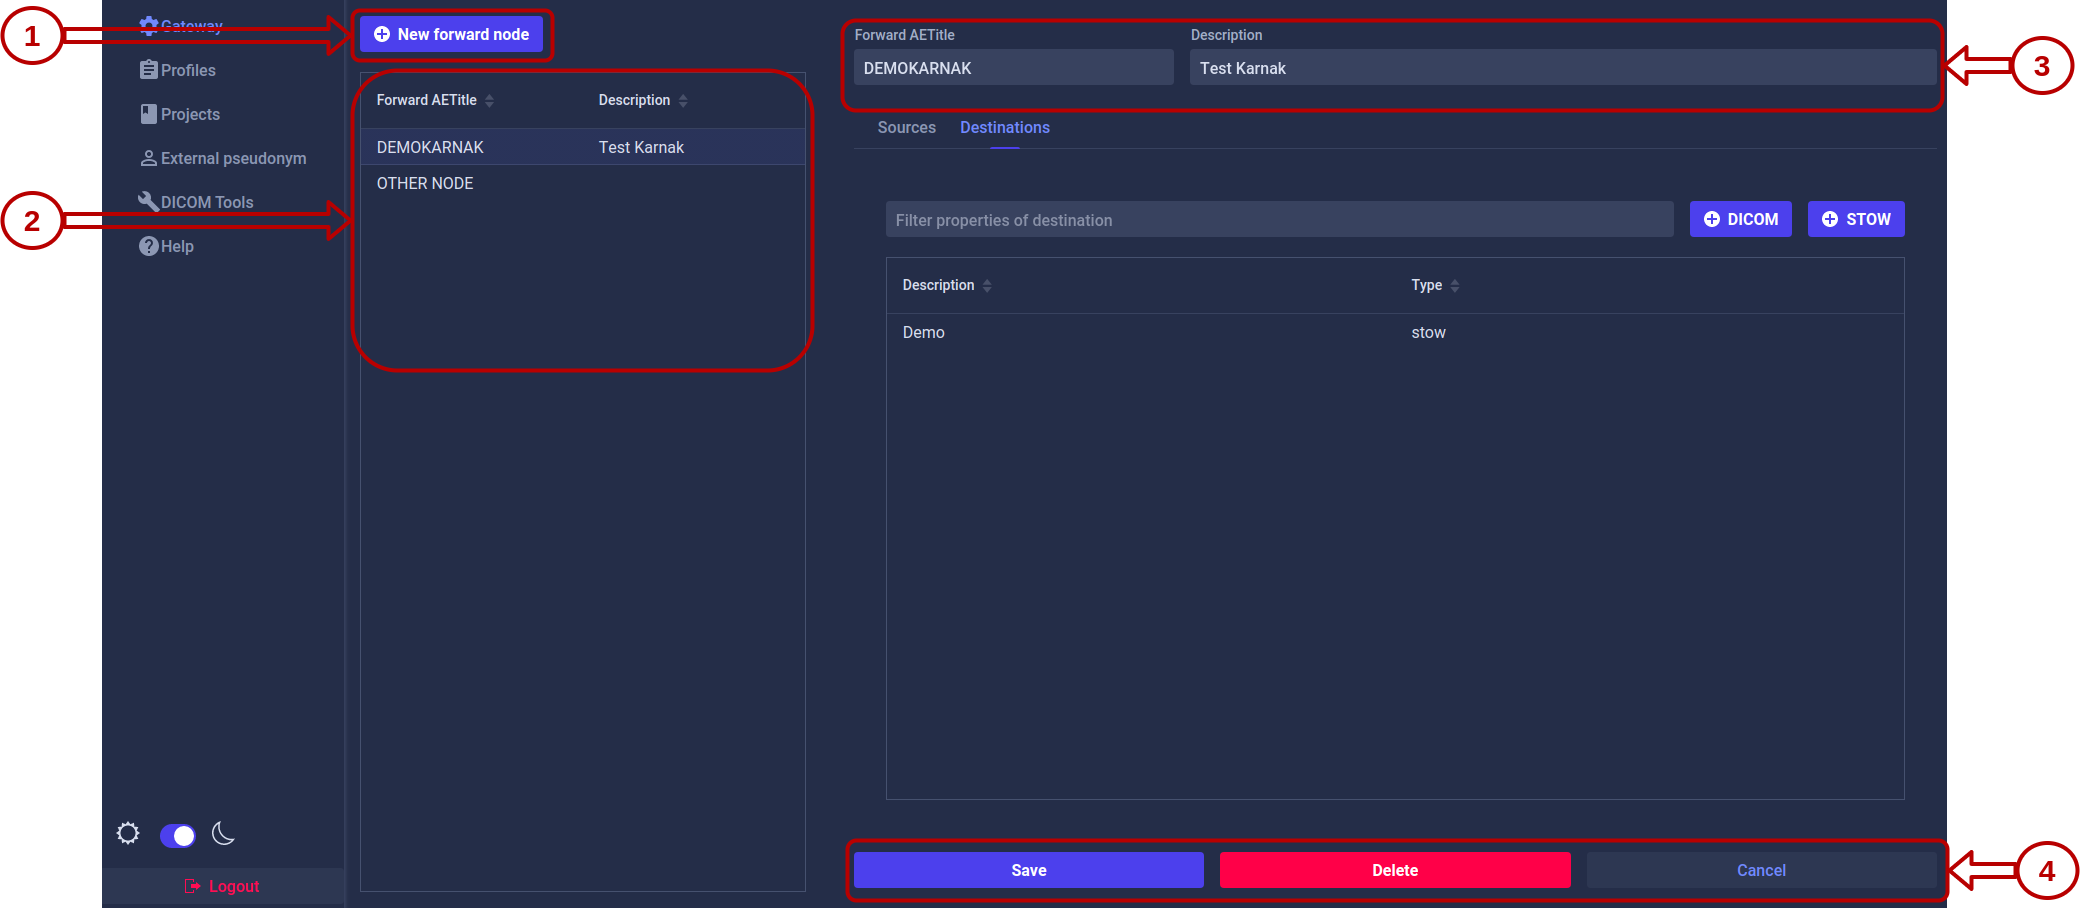 1
Gateway
Profiles
Projects
External pseudonym
2
DICOM Tools
Help
Logout
New forward node
Forward AETitle Description
DEMOKARNAK Test Karnak
OTHER NODE
Forward AETitle Description
DEMOKARNAK Test Karnak
3
Sources Destinations
Filter properties of destination DICOM STOW
Description Type
Demo stow
Save Delete Cancel
4